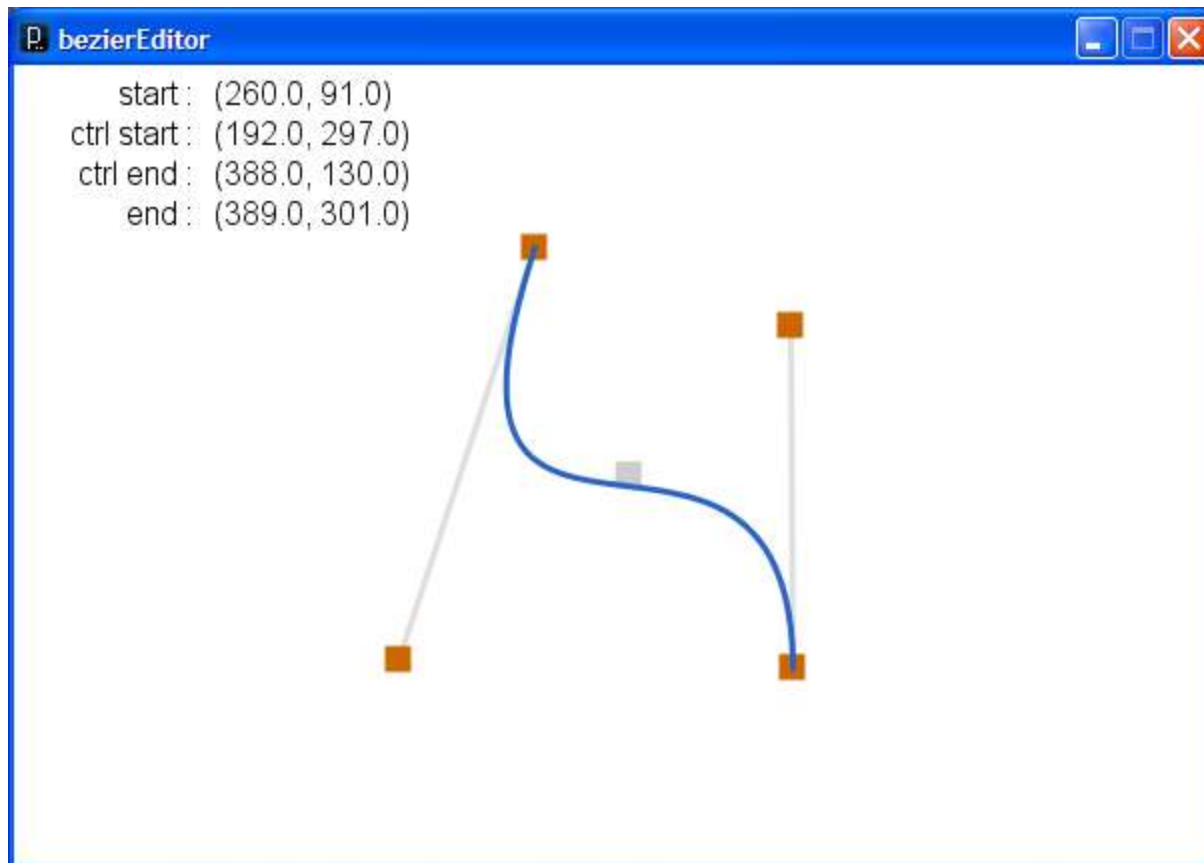 bezierEditor
start : (260.0, 91.0)
ctrl start : (192.0, 297.0)
ctrl end : (388.0, 130.0)
end : (389.0, 301.0)